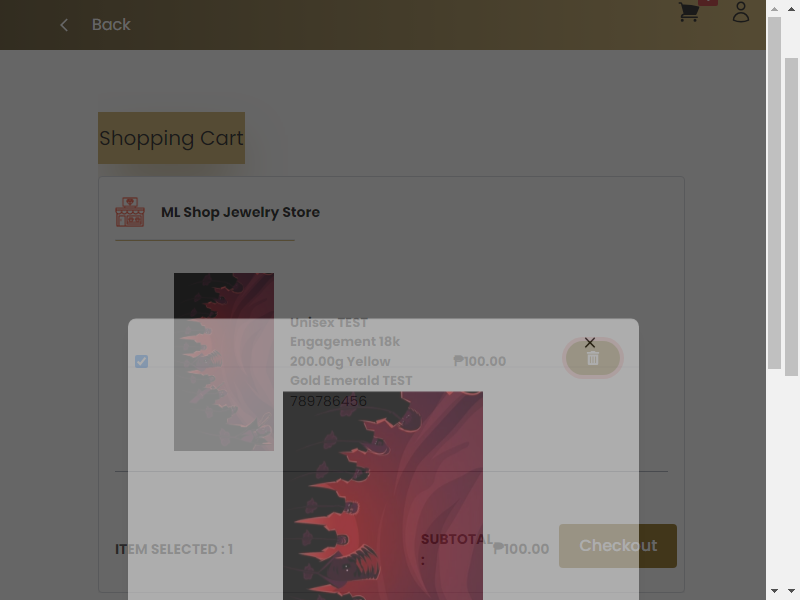 Back
Shopping Cart
ML Shop Jewelry Store
Unisex TEST
Engagement 18k
200.00g Yellow
Gold Emerald TEST
789786456
₱100.00
ITEM SELECTED : 1
SUBTOTAL
:
₱100.00
Checkout